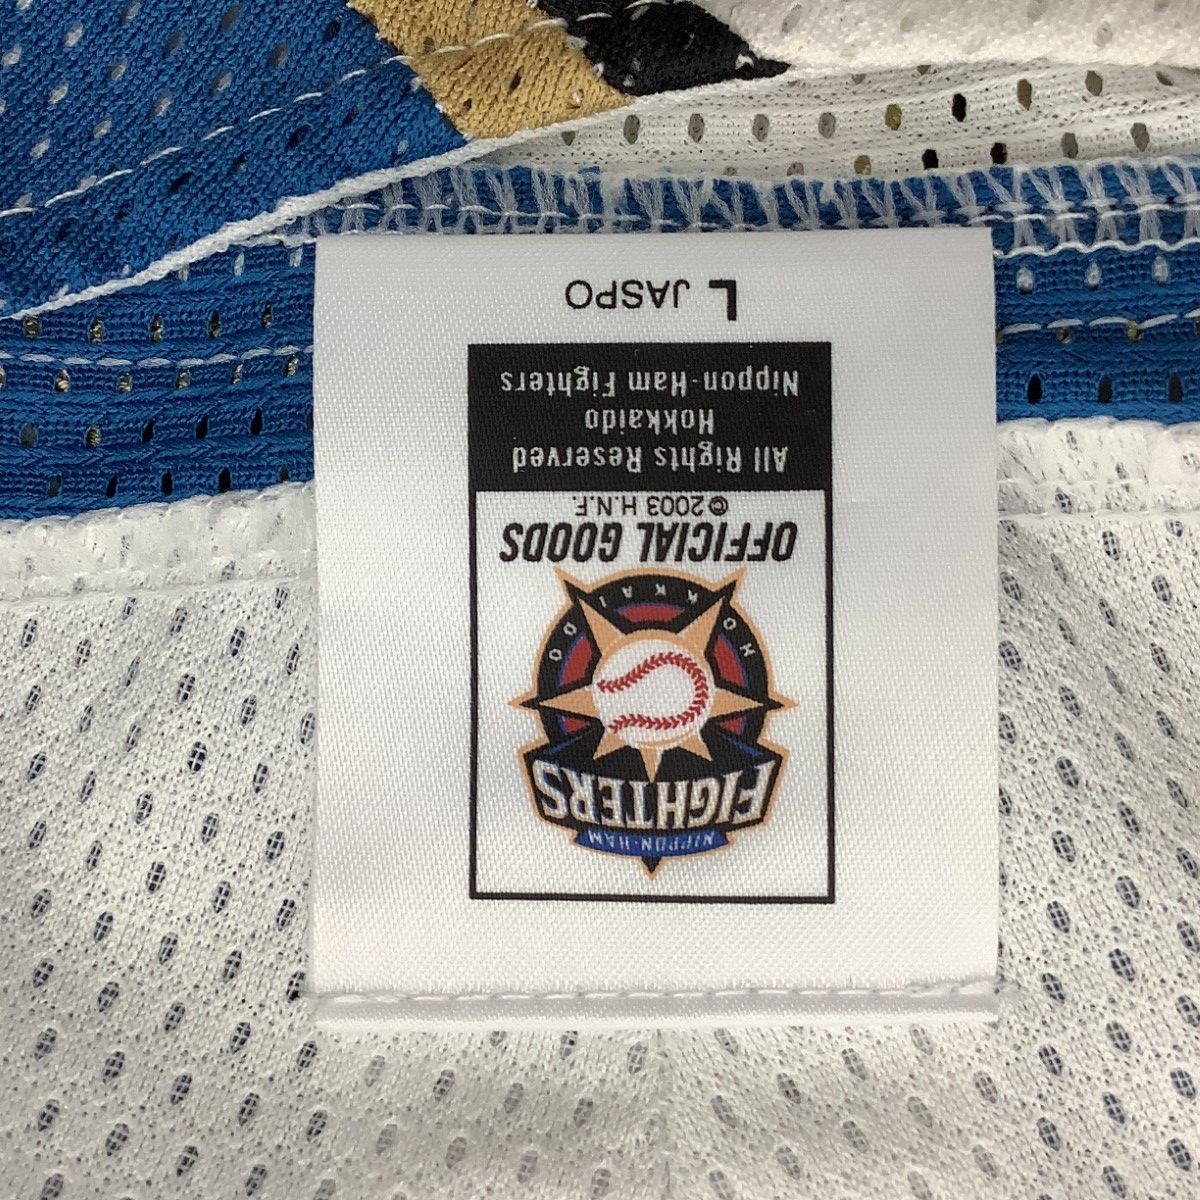 NIPPON-HAM
FIGHTERS
HOKKAIDO
OFFICIAL GOODS
© 2003 H.N.F.
All Rights Reserved
Hokkaido
Nippon-Ham Fighters
L JASPO